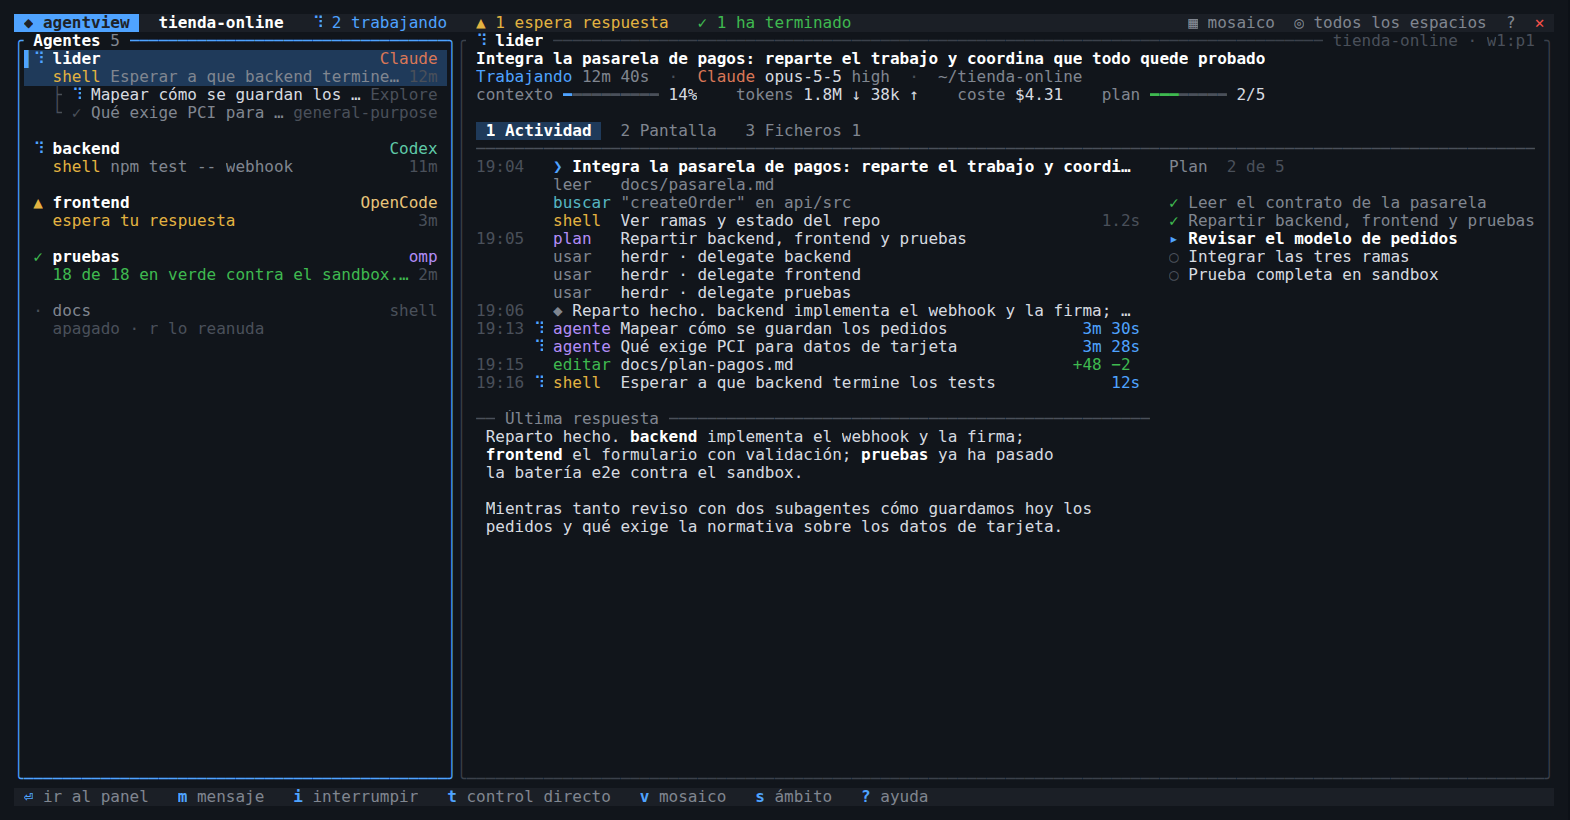 ◆ agentview tienda-online ⠹ 2 trabajando ▲ 1 espera respuesta ✓ 1 ha terminado ▦ mosaico ◎ todos los espacios ? ✕
Agentes 5
⠹ lider Claude
shell Esperar a que backend termine… 12m
├ ⠹ Mapear cómo se guardan los … Explore
└ ✓ Qué exige PCI para … general-purpose
⠹ backend Codex
shell npm test -- webhook 11m
▲ frontend OpenCode
espera tu respuesta 3m
✓ pruebas omp
18 de 18 en verde contra el sandbox.… 2m
· docs shell
apagado · r lo reanuda
⠹ lider tienda-online · w1:p1
Integra la pasarela de pagos: reparte el trabajo y coordina que todo quede probado
Trabajando 12m 40s · Claude opus-5-5 high · ~/tienda-online
contexto 14% tokens 1.8M ↓ 38k ↑ coste $4.31 plan 2/5
1 Actividad 2 Pantalla 3 Ficheros 1
19:04 ❯ Integra la pasarela de pagos: reparte el trabajo y coordi…
leer docs/pasarela.md
buscar "createOrder" en api/src
shell Ver ramas y estado del repo 1.2s
19:05 plan Repartir backend, frontend y pruebas
usar herdr · delegate backend
usar herdr · delegate frontend
usar herdr · delegate pruebas
19:06 ◆ Reparto hecho. backend implementa el webhook y la firma; …
19:13 ⠹ agente Mapear cómo se guardan los pedidos 3m 30s
⠹ agente Qué exige PCI para datos de tarjeta 3m 28s
19:15 editar docs/plan-pagos.md +48 −2
19:16 ⠹ shell Esperar a que backend termine los tests 12s
Plan 2 de 5
✓ Leer el contrato de la pasarela
✓ Repartir backend, frontend y pruebas
▸ Revisar el modelo de pedidos
○ Integrar las tres ramas
○ Prueba completa en sandbox
Última respuesta
Reparto hecho. backend implementa el webhook y la firma;
frontend el formulario con validación; pruebas ya ha pasado
la batería e2e contra el sandbox.
Mientras tanto reviso con dos subagentes cómo guardamos hoy los
pedidos y qué exige la normativa sobre los datos de tarjeta.
⏎ ir al panel m mensaje i interrumpir t control directo v mosaico s ámbito ? ayuda